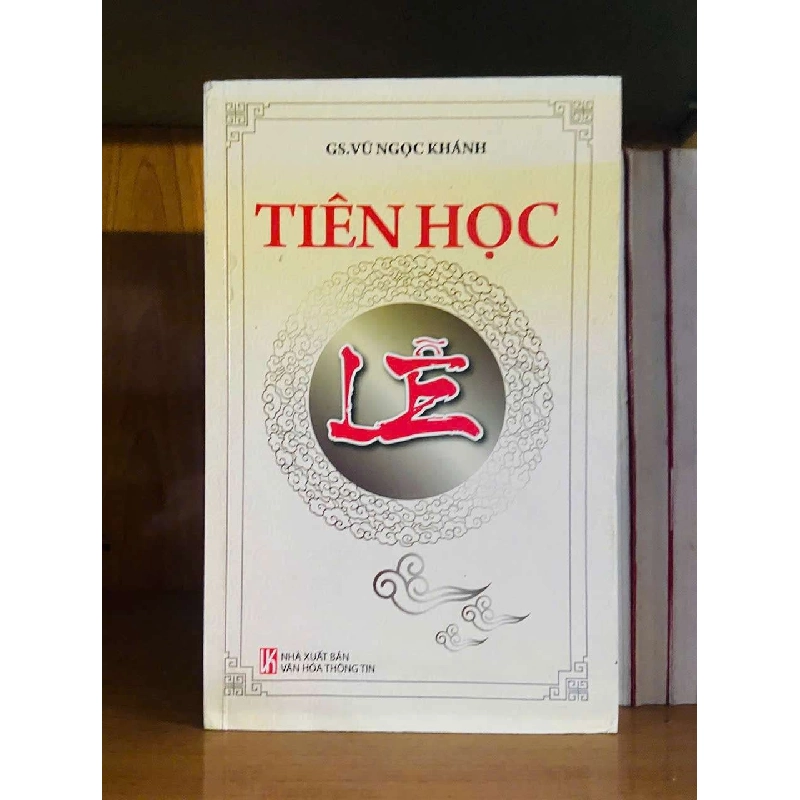 GS.VŨ NGỌC KHÁNH
TIÊN HỌC
LỄ
NHÀ XUẤT BẢN
VĂN HÓA THÔNG TIN